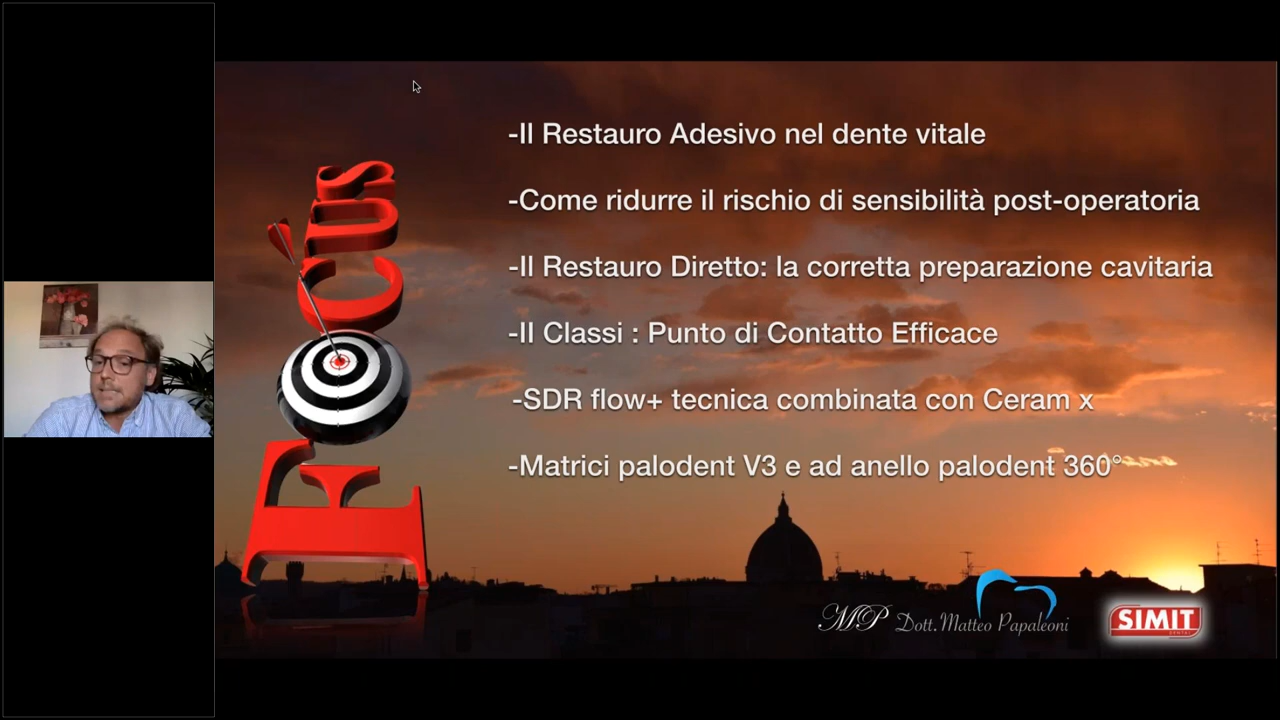 FOCUS
-Il Restauro Adesivo nel dente vitale
-Come ridurre il rischio di sensibilità post-operatoria
-Il Restauro Diretto: la corretta preparazione cavitaria
-II Classi : Punto di Contatto Efficace
-SDR flow+ tecnica combinata con Ceram x
-Matrici palodent V3 e ad anello palodent 360°
MP Dott. Matteo Papaleoni
SIMIT
DENTAL